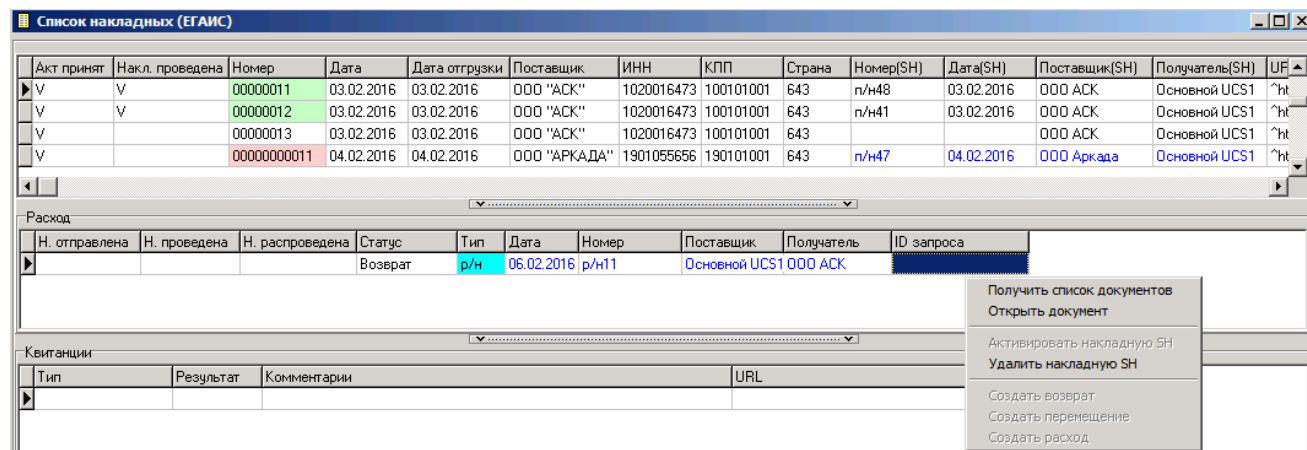 Список накладных (ЕГАИС)
Акт принят Накл. проведена Номер Дата Дата отгрузки Поставщик ИНН КПП Страна Номер(SH) Дата(SH) Поставщик(SH) Получатель(SH) UF
V V 00000011 03.02.2016 03.02.2016 ООО "АСК" 1020016473 100101001 643 п/н48 03.02.2016 ООО АСК Основной UCS1 ^ht
V V 00000012 03.02.2016 03.02.2016 ООО "АСК" 1020016473 100101001 643 п/н41 03.02.2016 ООО АСК Основной UCS1 ^ht
V 00000013 03.02.2016 03.02.2016 ООО "АСК" 1020016473 100101001 643 ООО АСК Основной UCS1 ^ht
V 00000000011 04.02.2016 04.02.2016 ООО "АРКАДА" 1901055656 190101001 643 п/н47 04.02.2016 ООО Аркада Основной UCS1 ^ht
Расход
Н. отправлена Н. проведена Н. распроведена Статус Тип Дата Номер Поставщик Получатель ID запроса
Возврат р/н 06.02.2016 р/н11 Основной UCS1 ООО АСК
Получить список документов
Открыть документ
Активировать накладную SH
Удалить накладную SH
Создать возврат
Создать перемещение
Создать расход
Квитанции
Тип Результат Комментарии URL